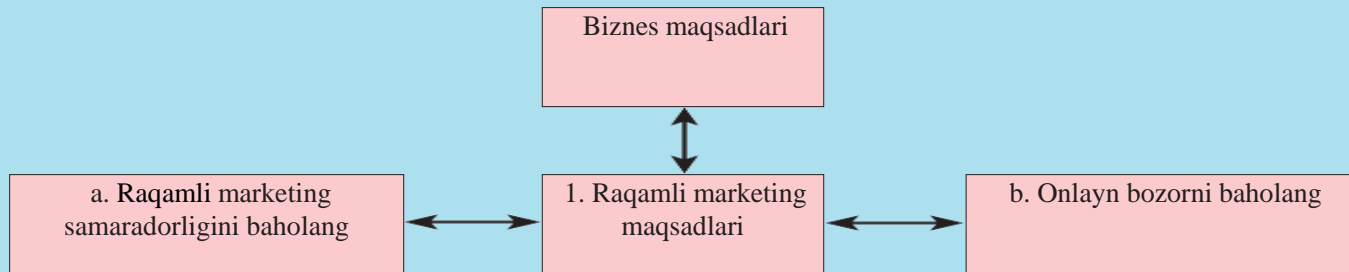 Biznes maqsadlari
a. Raqamli marketing
samaradorligini baholang
1. Raqamli marketing
maqsadlari
b. Onlayn bozorni baholang